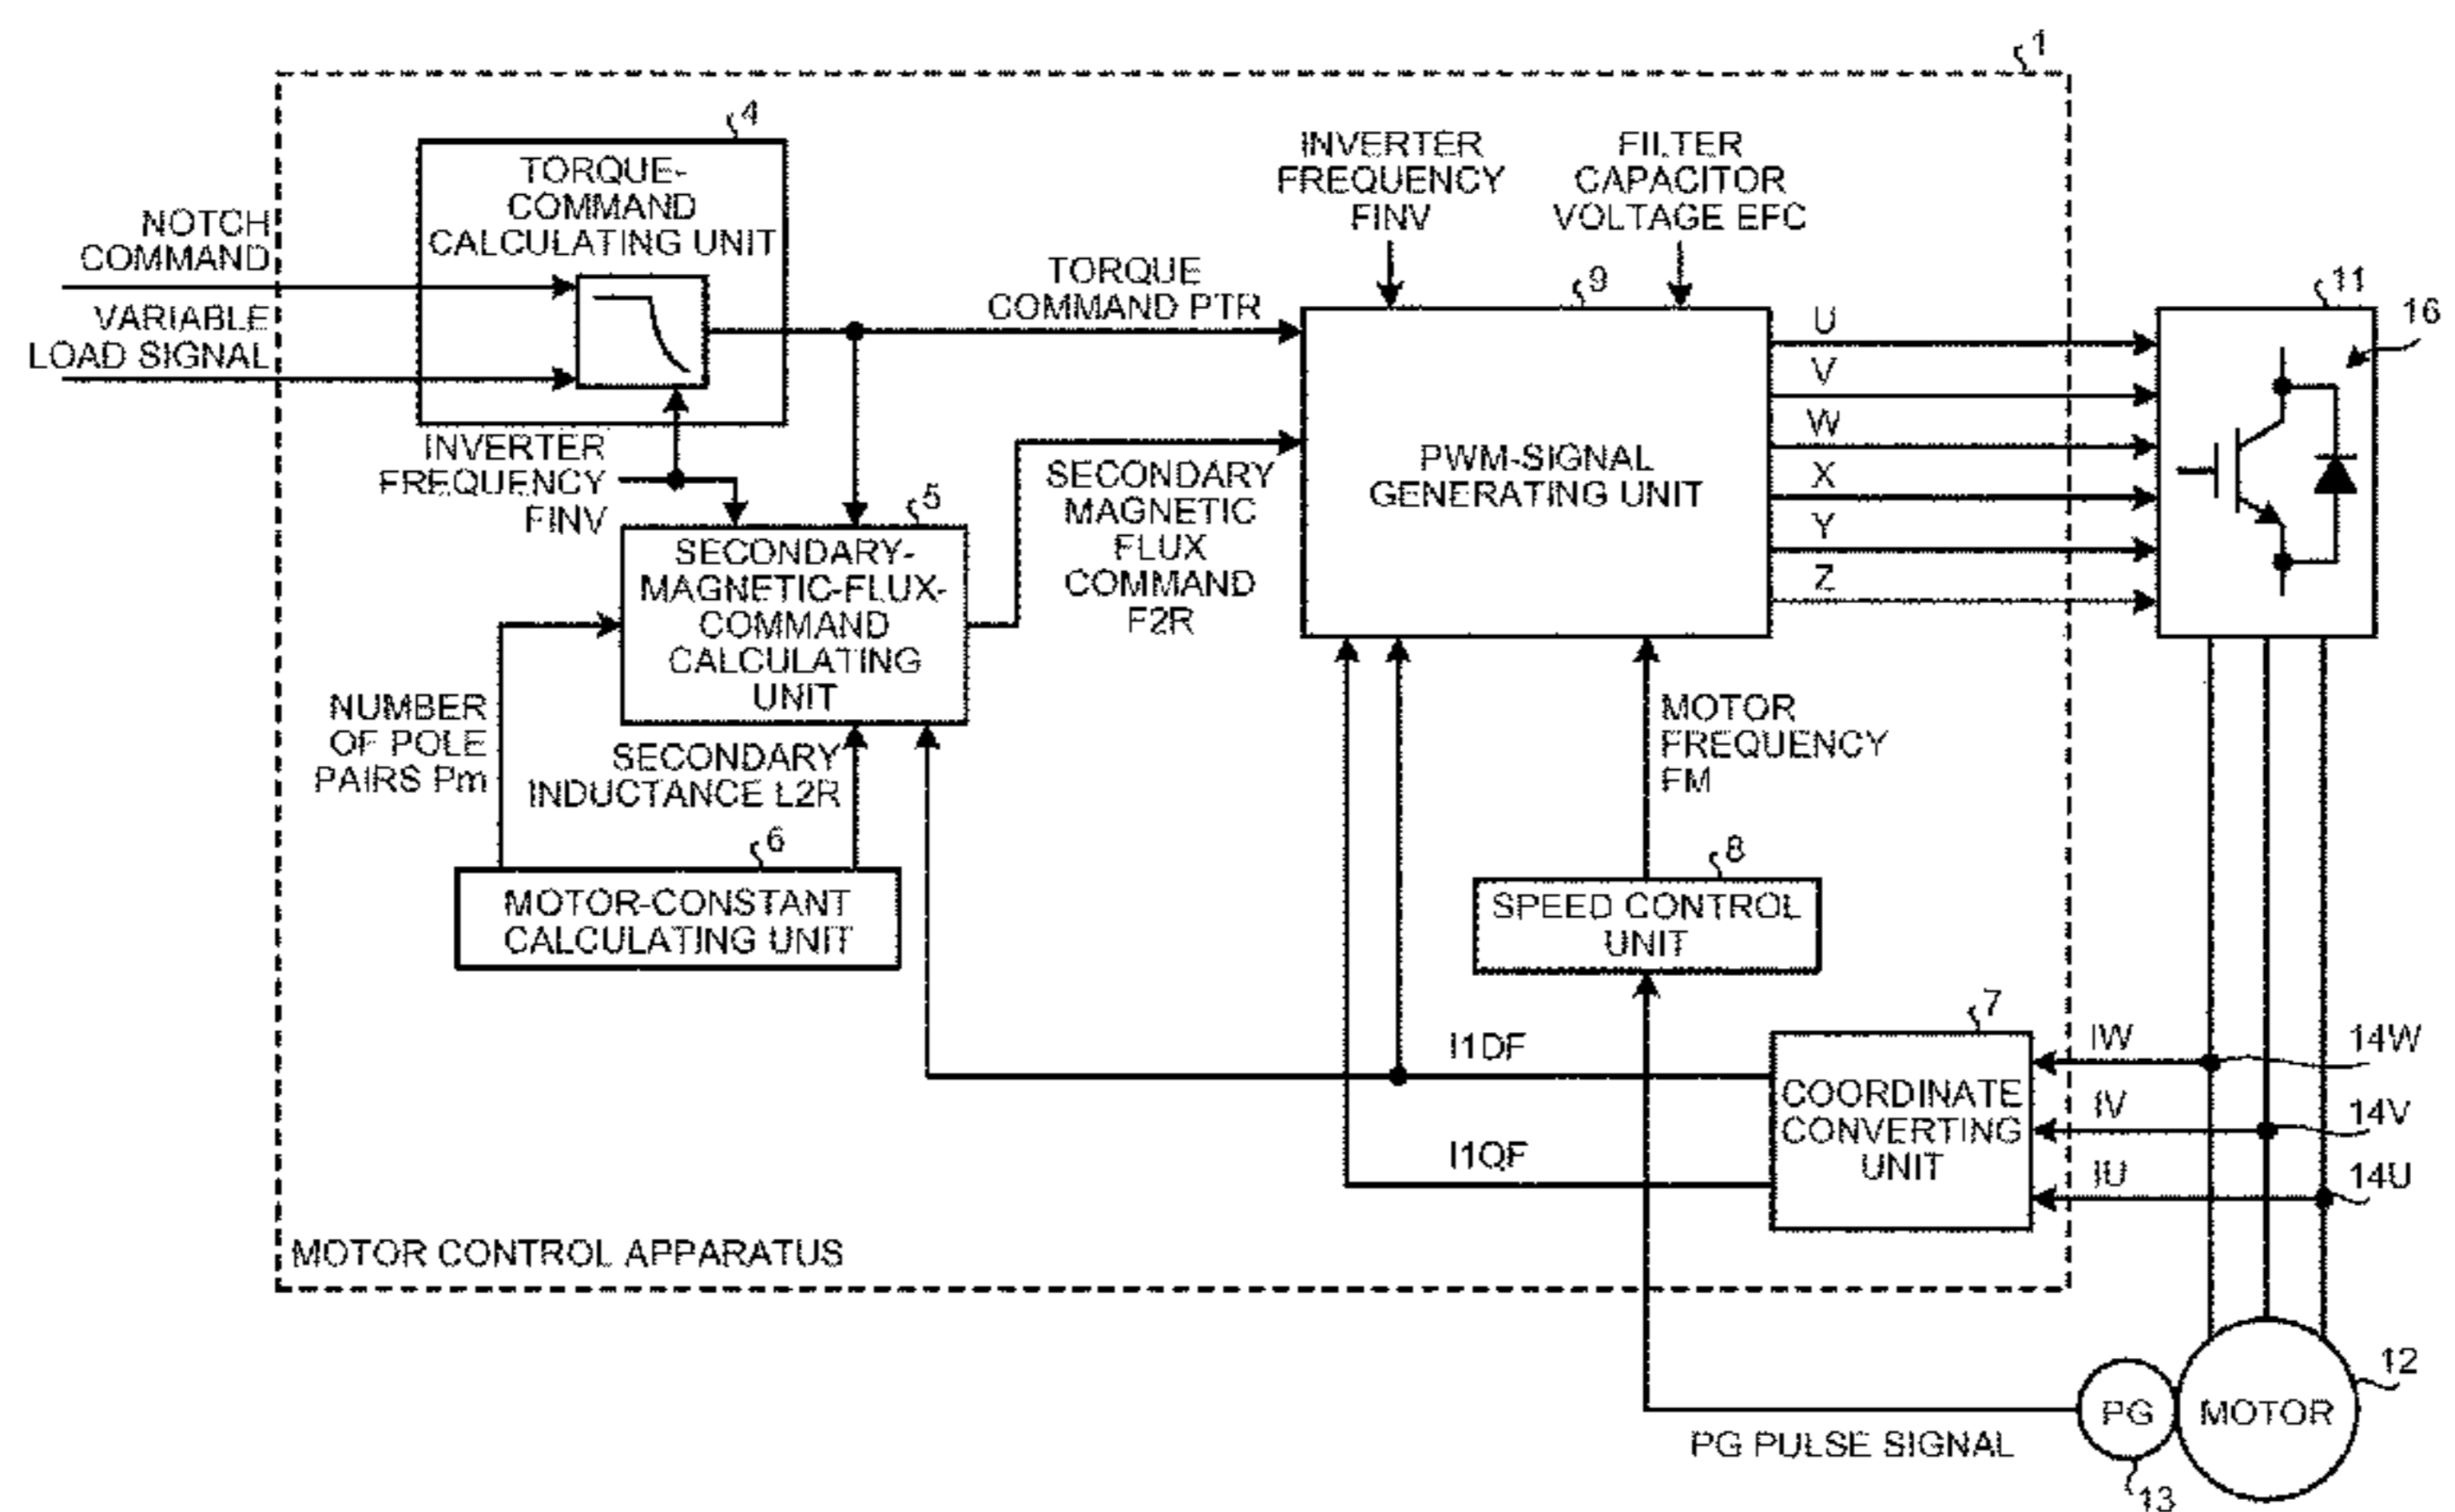 1
4
TORQUE-
COMMAND
CALCULATING UNIT
NOTCH
COMMAND
VARIABLE
LOAD SIGNAL
INVERTER
FREQUENCY
FINV
TORQUE
COMMAND PTR
INVERTER
FREQUENCY
FINV
FILTER
CAPACITOR
VOLTAGE EFC
9
PWM-SIGNAL
GENERATING UNIT
U
V
W
X
Y
Z
11
16
5
SECONDARY-
MAGNETIC-FLUX-
COMMAND
CALCULATING
UNIT
SECONDARY
MAGNETIC
FLUX
COMMAND
F2R
NUMBER
OF POLE
PAIRS Pm
SECONDARY
INDUCTANCE L2R
6
MOTOR-CONSTANT
CALCULATING UNIT
MOTOR
FREQUENCY
FM
8
SPEED CONTROL
UNIT
7
COORDINATE
CONVERTING
UNIT
I1DF
I1QF
IW
IV
IU
14W
14V
14U
MOTOR CONTROL APPARATUS
12
PG
MOTOR
PG PULSE SIGNAL
13